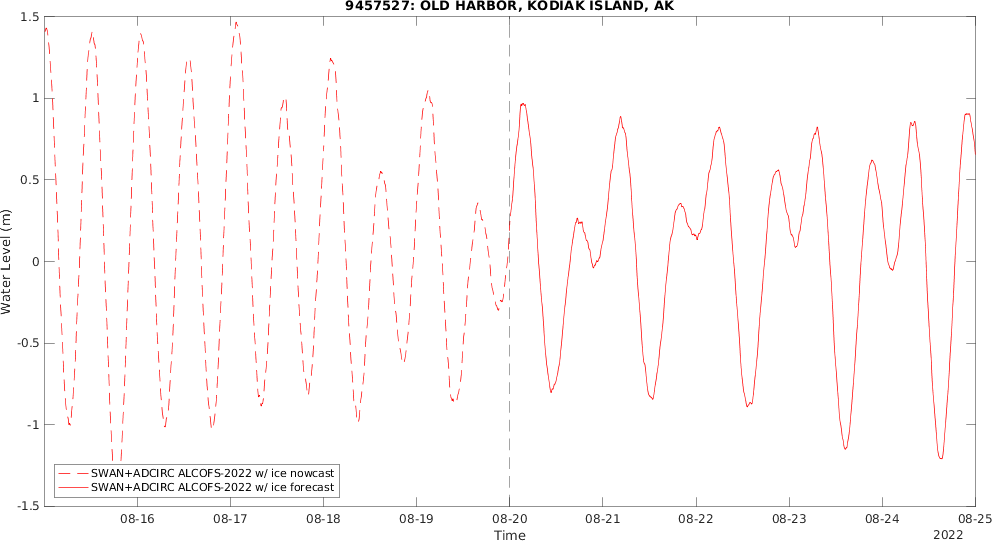 9457527: OLD HARBOR, KODIAK ISLAND, AK
1.5
1
0.5
0
-0.5
-1
-1.5
Water Level (m)
SWAN+ADCIRC ALCOFS-2022 w/ ice nowcast
SWAN+ADCIRC ALCOFS-2022 w/ ice forecast
08-16 08-17 08-18 08-19 08-20 08-21 08-22 08-23 08-24 08-25
Time
2022